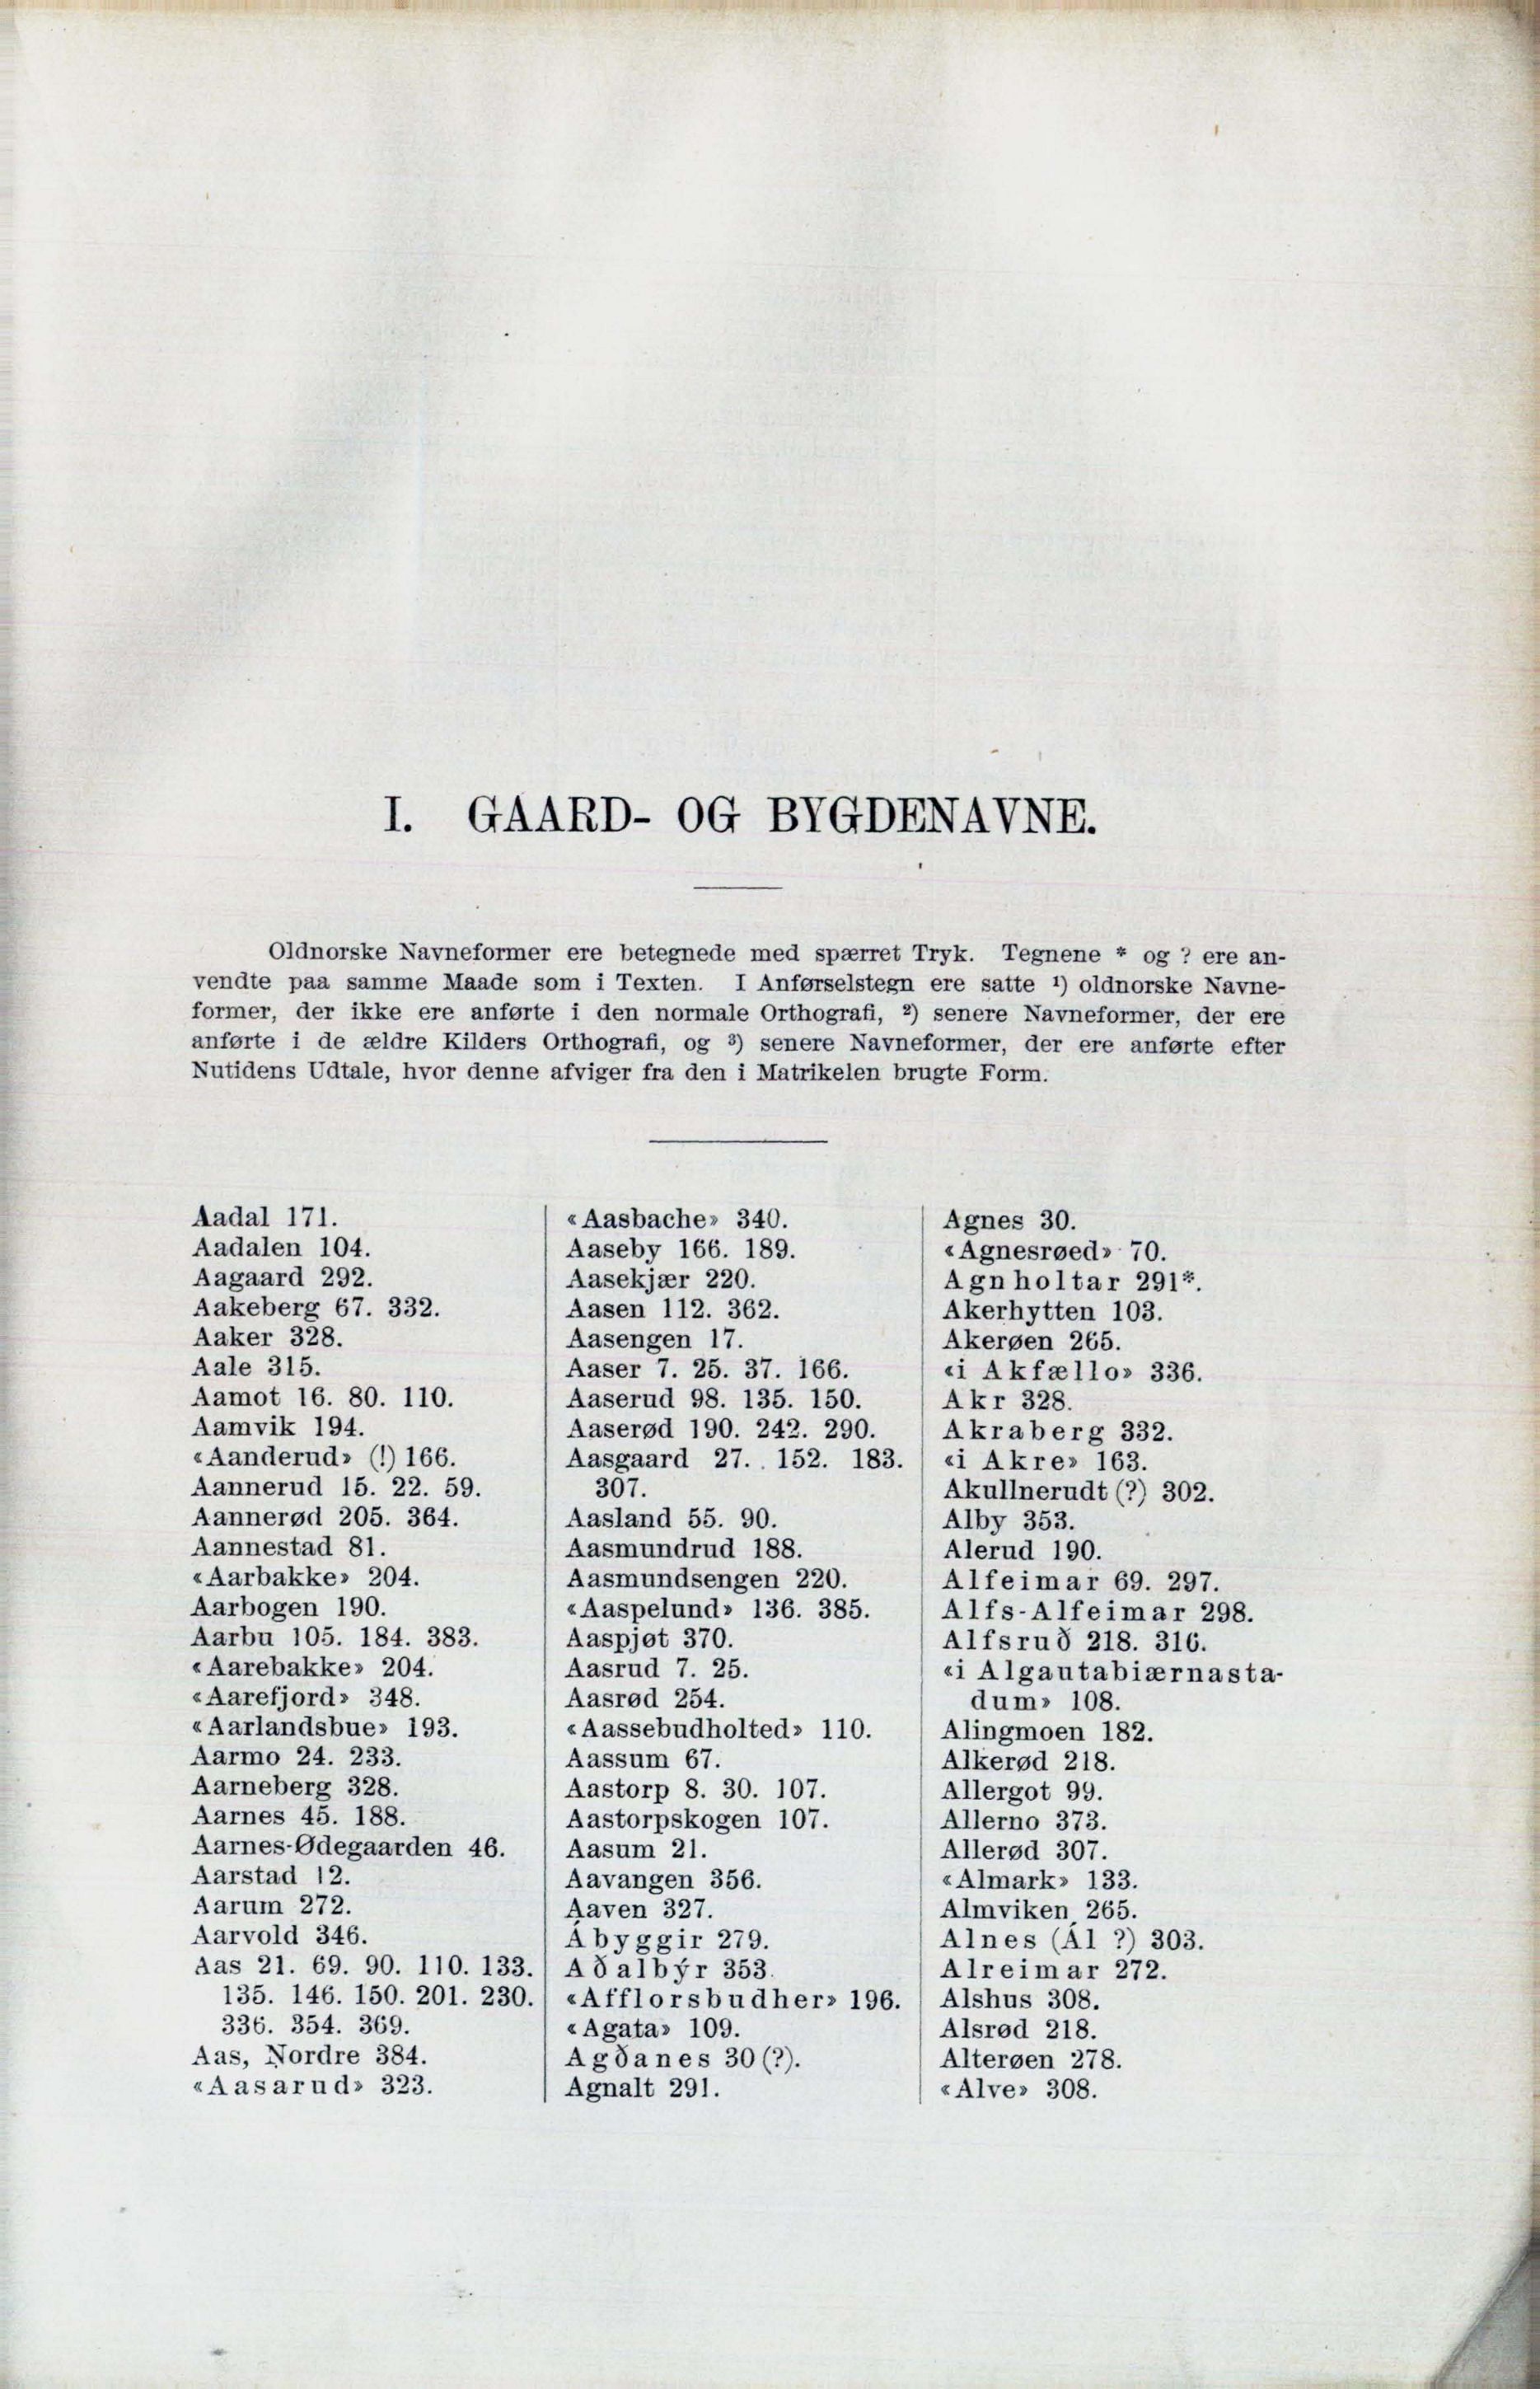 I. GAARD- OG BYGDENAVNE.
Oldnorske Navneformer ere betegnede med spærret Tryk. Tegnene * og ? ere an-
vendte paa samme Maade som i Texten. I Anførselstegn ere satte ¹) oldnorske Navne-
former, der ikke ere anførte i den normale Orthografi, ²) senere Navneformer, der ere
anførte i de ældre Kilders Orthografi, og ³) senere Navneformer, der ere anførte efter
Nutidens Udtale, hvor denne afviger fra den i Matrikelen brugte Form.
Aadal 171.
Aadalen 104.
Aagaard 292.
Aakeberg 67. 332.
Aaker 328.
Aale 315.
Aamot 16. 80. 110.
Aamvik 194.
«Aanderud» (!) 166.
Aannerud 15. 22. 59.
Aannerød 205. 364.
Aannestad 81.
«Aarbakke» 204.
Aarbogen 190.
Aarbu 105. 184. 383.
«Aarebakke» 204.
«Aarefjord» 348.
«Aarlandsbue» 193.
Aarmo 24. 233.
Aarneberg 328.
Aarnes 45. 188.
Aarnes-Ødegaarden 46.
Aarstad 12.
Aarum 272.
Aarvold 346.
Aas 21. 69. 90. 110. 133.
135. 146. 150. 201. 230.
336. 354. 369.
Aas, Nordre 384.
«Aasarud» 323.
«Aasbache» 340.
Aaseby 166. 189.
Aasekjær 220.
Aasen 112. 362.
Aasengen 17.
Aaser 7. 25. 37. 166.
Aaserud 98. 135. 150.
Aaserød 190. 242. 290.
Aasgaard 27. 152. 183.
307.
Aasland 55. 90.
Aasmundrud 188.
Aasmundsengen 220.
«Aaspelund» 136. 385.
Aaspjøt 370.
Aasrud 7. 25.
Aasrød 254.
«Aassebudholted» 110.
Aassum 67.
Aastorp 8. 30. 107.
Aastorpskogen 107.
Aasum 21.
Aavangen 356.
Aaven 327.
Ábyggir 279.
Aðalbýr 353.
«Afflorsbudher» 196.
«Agata» 109.
Agðanes 30 (?).
Agnalt 291.
Agnes 30.
«Agnesrøed» 70.
Agnholtar 291*.
Akerhytten 103.
Akerøen 265.
«i Akfællo» 336.
Akr 328.
Akraberg 332.
«i Akre» 163.
Akullnerudt (?) 302.
Alby 353.
Alerud 190.
Alfeimar 69. 297.
Alfs-Alfeimar 298.
Alfsruð 218. 316.
«i Algautabiærnasta-
dum» 108.
Alingmoen 182.
Alkerød 218.
Allergot 99.
Allerno 373.
Allerød 307.
«Almark» 133.
Almviken 265.
Alnes (Ál ?) 303.
Alreimar 272.
Alshus 308.
Alsrød 218.
Alterøen 278.
«Alve» 308.